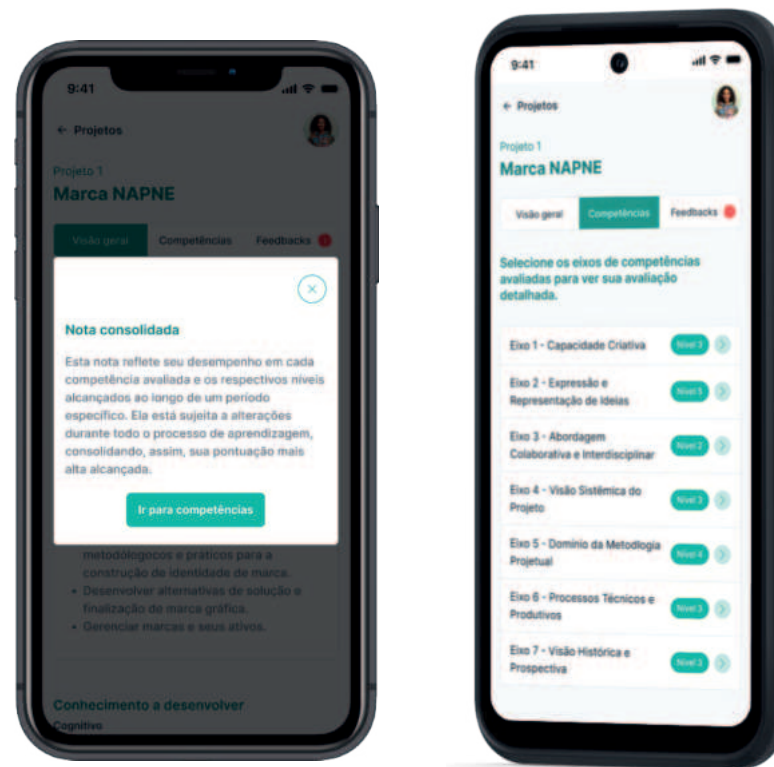 9:41
← Projetos
Projeto 1
Marca NAPNE
Visão geral Competências Feedbacks
Nota consolidada
Esta nota reflete seu desempenho em cada
competência avaliada e os respectivos níveis
alcançados ao longo de um período
específico. Ela está sujeita a alterações
durante todo o processo de aprendizagem,
consolidando, assim, sua pontuação mais
alta alcançada.
Ir para competências
metodológocos e práticos para a
construção de identidade de marca.
• Desenvolver alternativas de solução e
finalização de marca gráfica.
• Gerenciar marcas e seus ativos.
Conhecimento a desenvolver
Cognitivo
9:41
← Projetos
Projeto 1
Marca NAPNE
Visão geral Competências Feedbacks
Selecione os eixos de competências
avaliadas para ver sua avaliação
detalhada.
Eixo 1 - Capacidade Criativa Nível 3
Eixo 2 - Expressão e
Representação de Ideias
Eixo 3 - Abordagem
Colaborativa e Interdisciplinar Nível 2
Eixo 4 - Visão Sistêmica do
Projeto Nível 3
Eixo 5 - Domínio da Metodlogia
Projetual Nível 4
Eixo 6 - Processos Técnicos e
Produtivos Nível 3
Eixo 7 - Visão Histórica e
Prospectiva